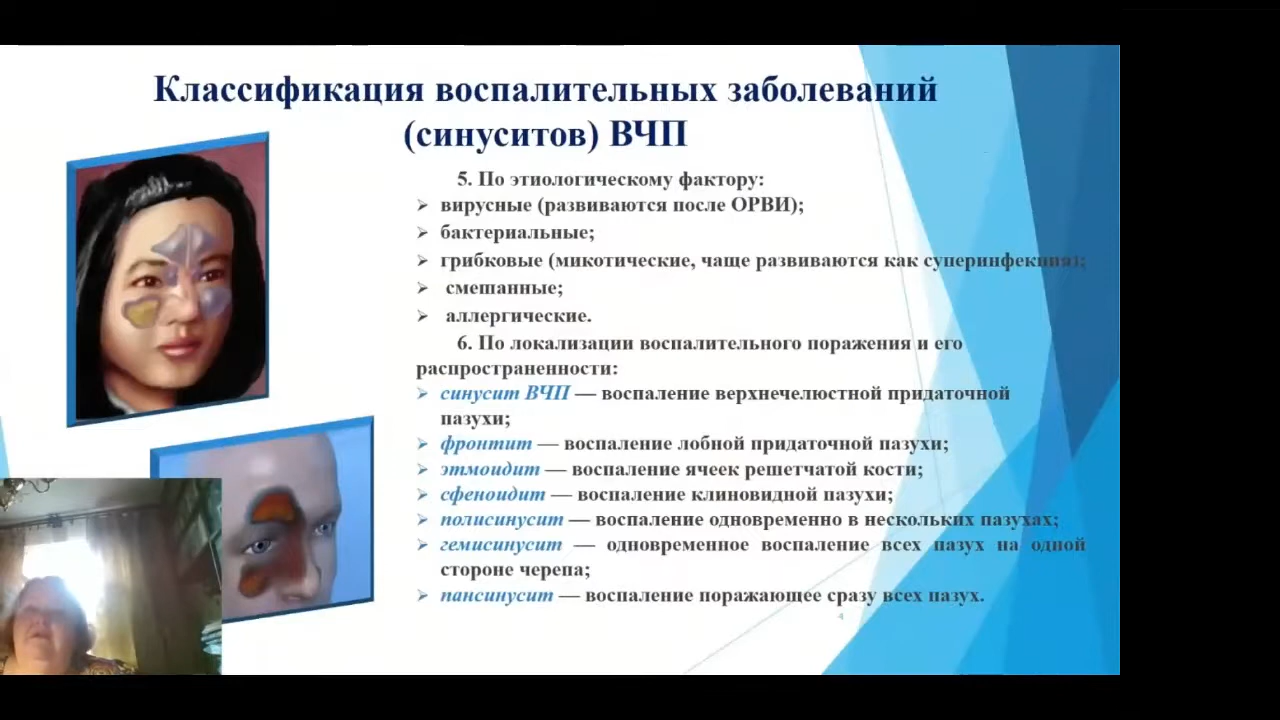 Классификация воспалительных заболеваний
(синуситов) ВЧП
5. По этиологическому фактору:
вирусные (развиваются после ОРВИ);
бактериальные;
грибковые (микотические, чаще развиваются как суперинфекция);
смешанные;
аллергические.
6. По локализации воспалительного поражения и его
распространенности:
синусит ВЧП — воспаление верхнечелюстной придаточной
пазухи;
фронтит — воспаление лобной придаточной пазухи;
этмоидит — воспаление ячеек решетчатой кости;
сфеноидит — воспаление клиновидной пазухи;
полисинусит — воспаление одновременно в нескольких пазухах;
гемисинусит — одновременное воспаление всех пазух на одной
стороне черепа;
пансинусит — воспаление поражающее сразу всех пазух.
4